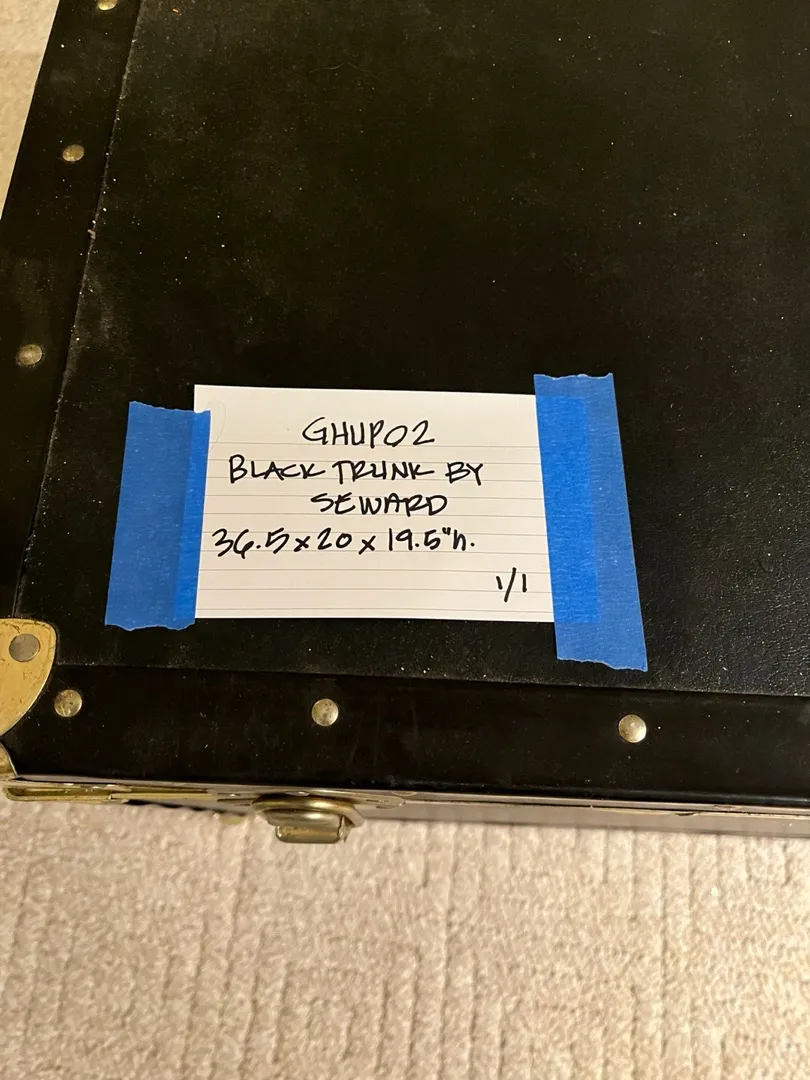 GHUP02
BLACK TRUNK BY
SEWARD
36.5 x 20 x 19.5"h.
1/1